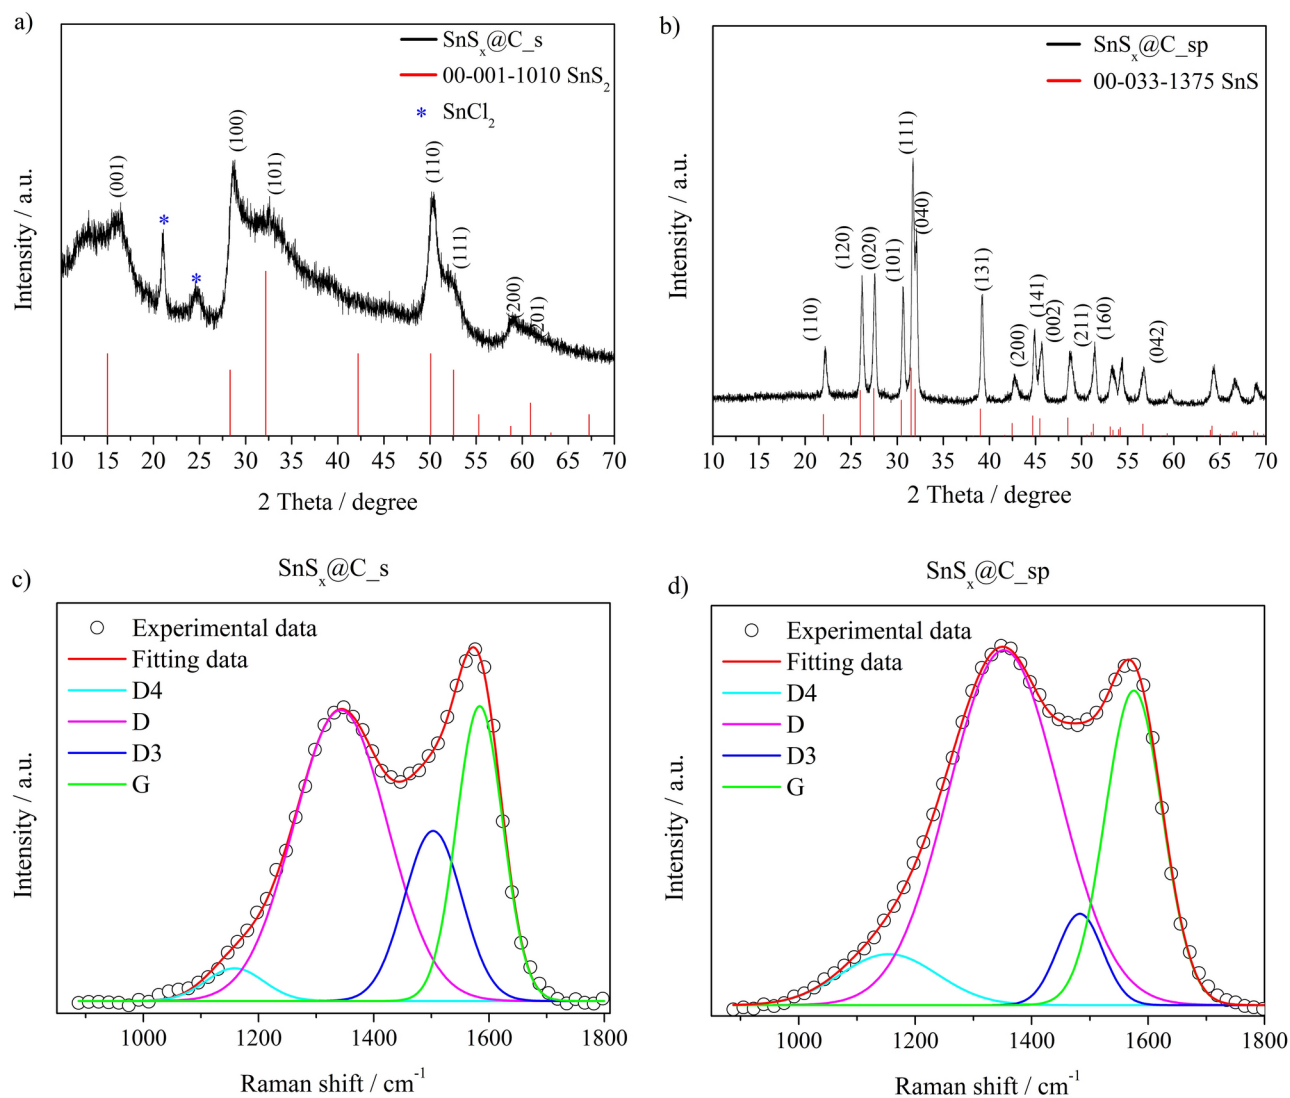 a)
SnSₓ@C_s
00-001-1010 SnS₂
* SnCl₂
(001)
*
*
(100)
(101)
(110)
(111)
(200)
(201)
Intensity / a.u.
10 15 20 25 30 35 40 45 50 55 60 65 70
2 Theta / degree
b)
SnSₓ@C_sp
00-033-1375 SnS
(110)
(120)
(020)
(101)
(111)
(040)
(131)
(200)
(141)
(002)
(211)
(160)
(042)
Intensity / a.u.
10 15 20 25 30 35 40 45 50 55 60 65 70
2 Theta / degree
c)
SnSₓ@C_s
Experimental data
Fitting data
D4
D
D3
G
Intensity / a.u.
1000 1200 1400 1600 1800
Raman shift / cm⁻¹
d)
SnSₓ@C_sp
Experimental data
Fitting data
D4
D
D3
G
Intensity / a.u.
1000 1200 1400 1600 1800
Raman shift / cm⁻¹